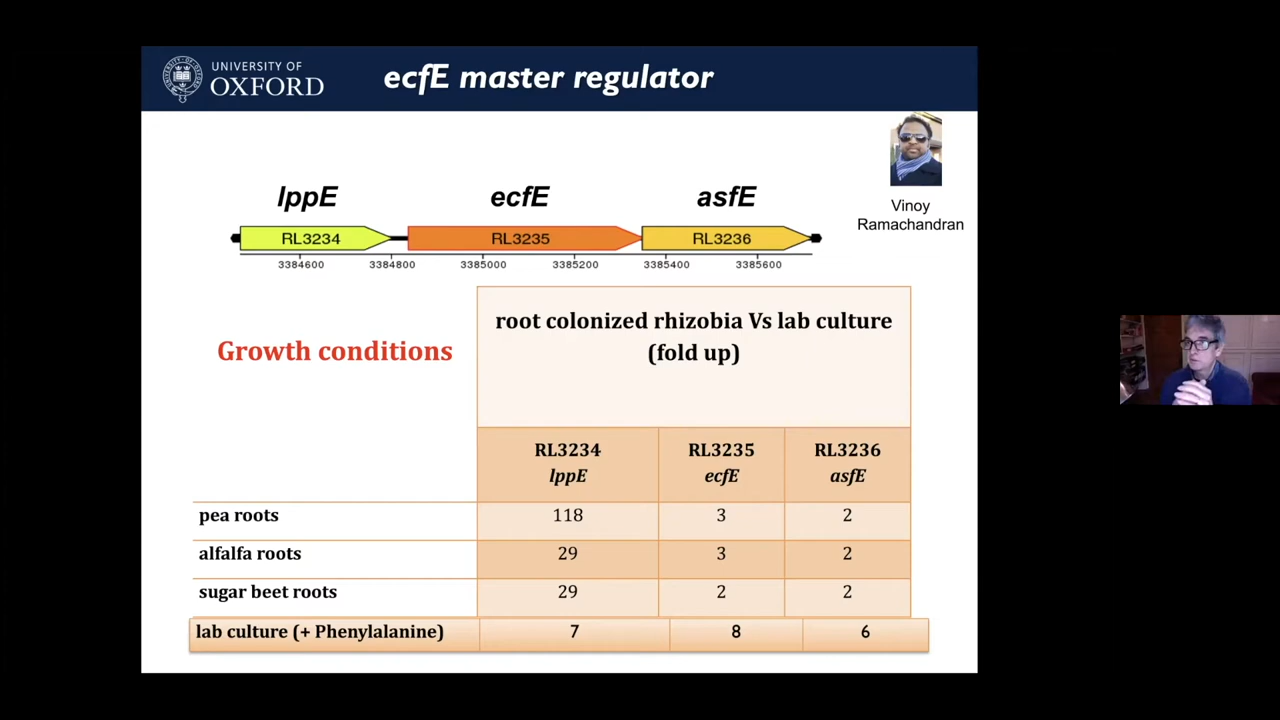 UNIVERSITY OF
OXFORD
ecfE master regulator
Vinoy
Ramachandran
lppE ecfE asfE
RL3234 RL3235 RL3236
3384600 3384800 3385000 3385200 3385400 3385600
root colonized rhizobia Vs lab culture
(fold up)
Growth conditions
RL3234 RL3235 RL3236
lppE ecfE asfE
pea roots 118 3 2
alfalfa roots 29 3 2
sugar beet roots 29 2 2
lab culture (+ Phenylalanine) 7 8 6